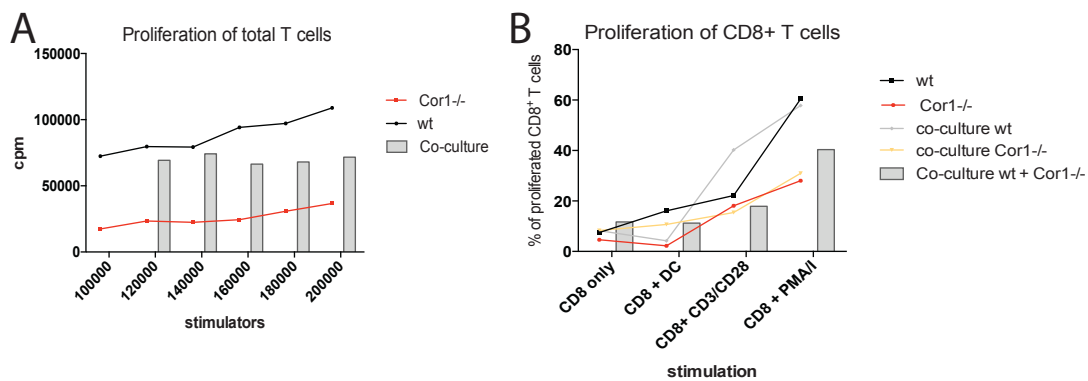 A
Proliferation of total T cells
150000
100000
50000
0
cpm
100000
120000
140000
160000
180000
200000
stimulators
Cor1-/-
wt
Co-culture
B
Proliferation of CD8+ T cells
80
60
40
20
0
% of proliferated CD8⁺ T cells
CD8 only
CD8 + DC
CD8+ CD3/CD28
CD8 + PMA/I
stimulation
wt
Cor1-/-
co-culture wt
co-culture Cor1-/-
Co-culture wt + Cor1-/-